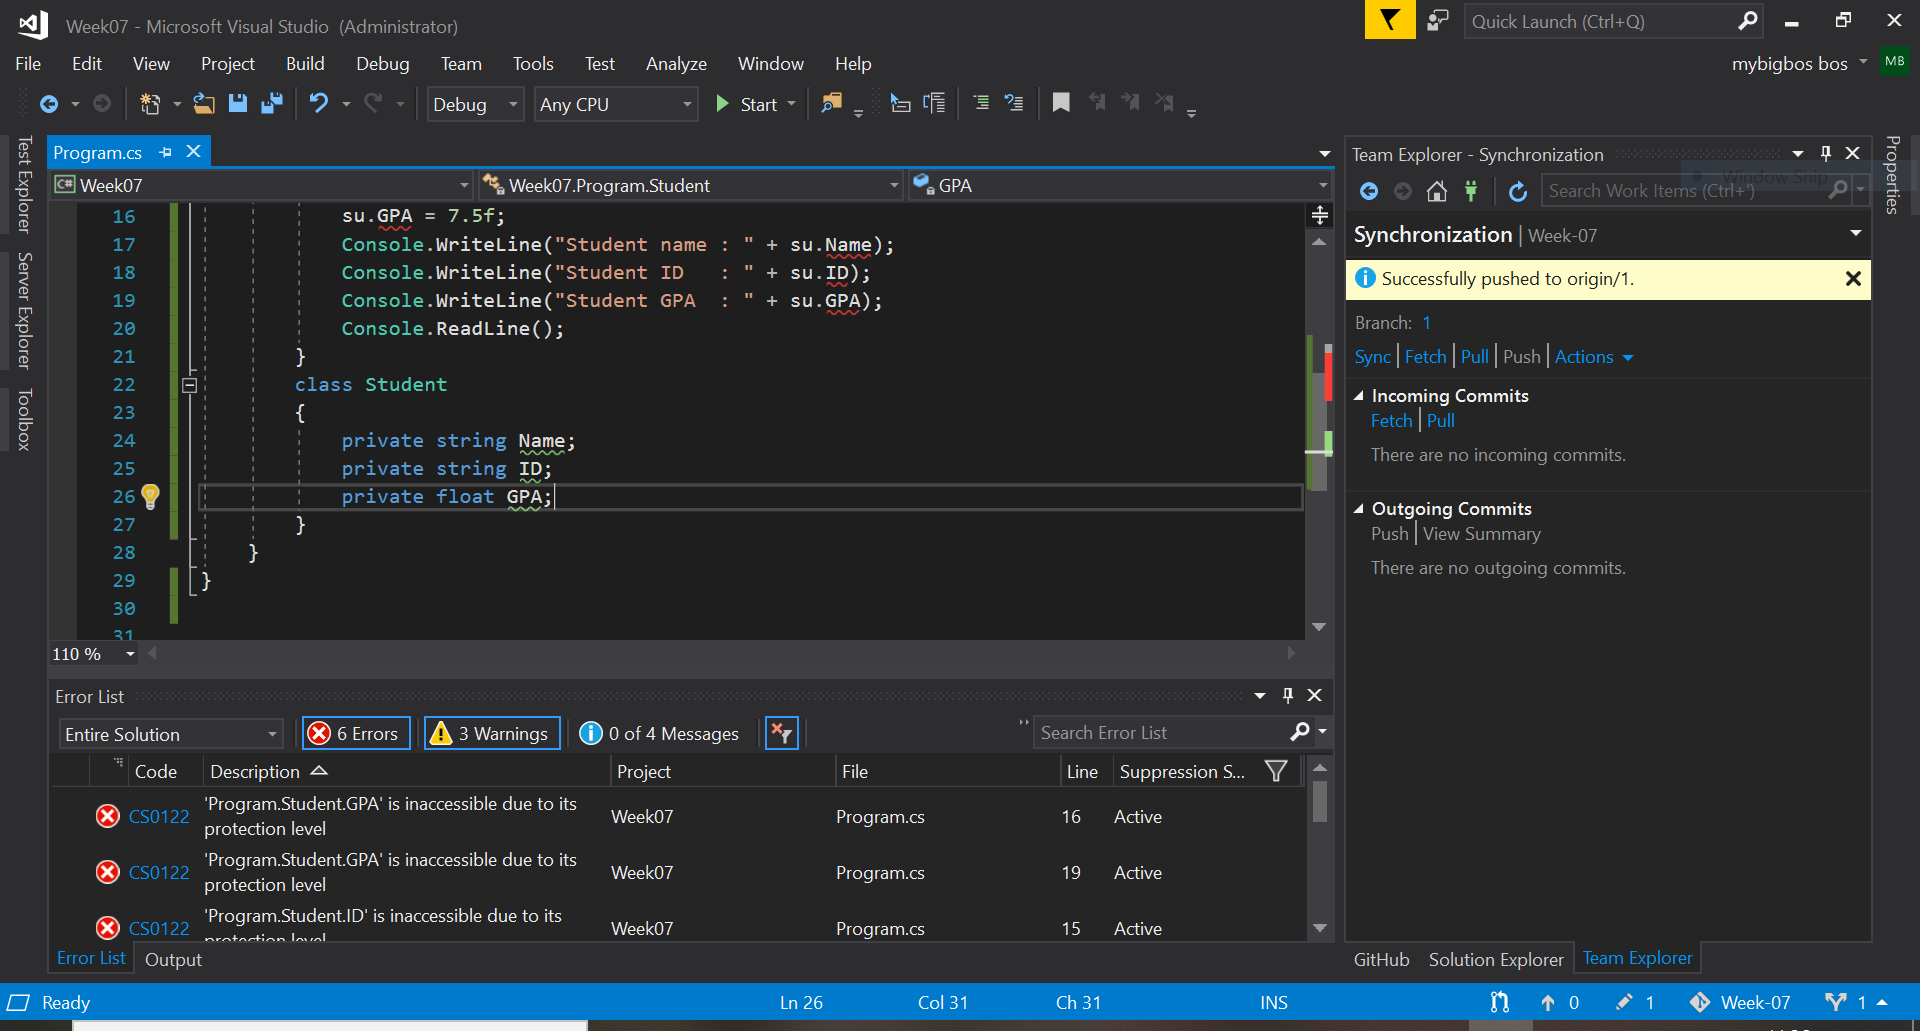 Week07 - Microsoft Visual Studio (Administrator)
Quick Launch (Ctrl+Q)
File Edit View Project Build Debug Team Tools Test Analyze Window Help
mybigbos bos MB
Debug Any CPU Start
Test Explorer
Server Explorer
Toolbox
Program.cs
C# Week07 Week07.Program.Student GPA
16 su.GPA = 7.5f;
17 Console.WriteLine("Student name : " + su.Name);
18 Console.WriteLine("Student ID   : " + su.ID);
19 Console.WriteLine("Student GPA  : " + su.GPA);
20 Console.ReadLine();
21 }
22 class Student
23 {
24 private string Name;
25 private string ID;
26 private float GPA;
27 }
28 }
29 }
30
31
110 %
Team Explorer - Synchronization
Window Snip
Search Work Items (Ctrl+')
Properties
Synchronization | Week-07
Successfully pushed to origin/1.
Branch: 1
Sync | Fetch | Pull | Push | Actions
Incoming Commits
Fetch | Pull
There are no incoming commits.
Outgoing Commits
Push | View Summary
There are no outgoing commits.
Error List
Entire Solution 6 Errors 3 Warnings 0 of 4 Messages Search Error List
Code Description Project File Line Suppression S...
CS0122 'Program.Student.GPA' is inaccessible due to its protection level Week07 Program.cs 16 Active
CS0122 'Program.Student.GPA' is inaccessible due to its protection level Week07 Program.cs 19 Active
CS0122 'Program.Student.ID' is inaccessible due to its protection level Week07 Program.cs 15 Active
Error List Output
GitHub Solution Explorer Team Explorer
Ready Ln 26 Col 31 Ch 31 INS 0 1 Week-07 1